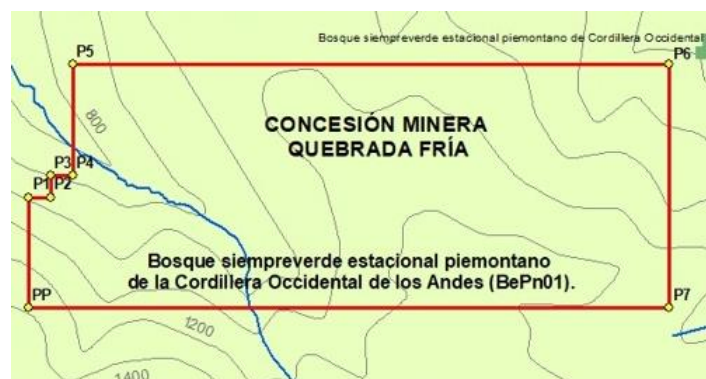 Bosque siempreverde estacional piemontano de Cordillera Occidental
P5
P6
800
CONCESIÓN MINERA
QUEBRADA FRÍA
P3 P4
P1 P2
Bosque siempreverde estacional piemontano
de la Cordillera Occidental de los Andes (BePn01).
PP
P7
1200
1400